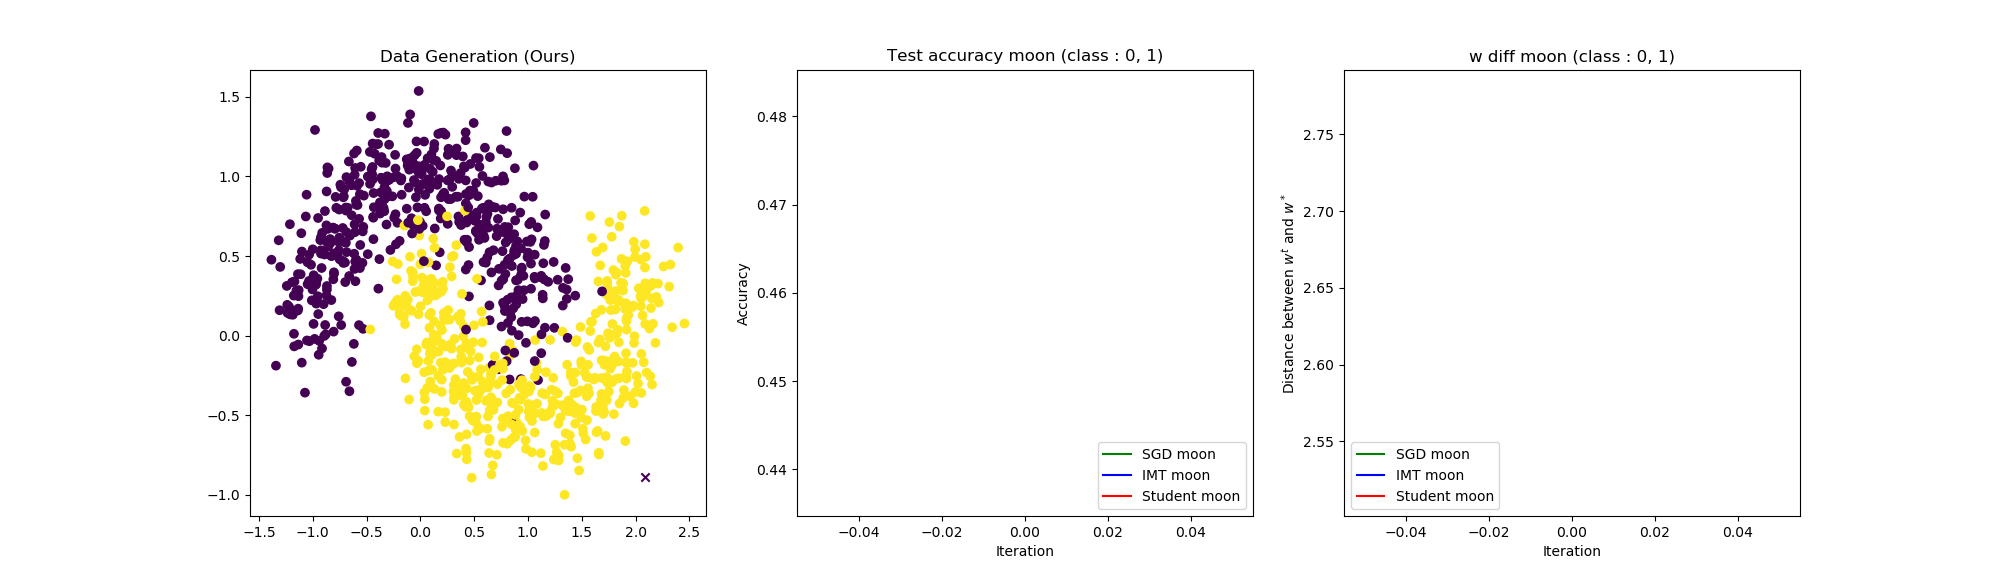 Data Generation (Ours)
1.5
1.0
0.5
0.0
−0.5
−1.0
−1.5 −1.0 −0.5 0.0 0.5 1.0 1.5 2.0 2.5
Test accuracy moon (class : 0, 1)
Accuracy
0.48
0.47
0.46
0.45
0.44
SGD moon
IMT moon
Student moon
−0.04 −0.02 0.00 0.02 0.04
Iteration
w diff moon (class : 0, 1)
Distance between w^t and w^*
2.75
2.70
2.65
2.60
2.55
SGD moon
IMT moon
Student moon
−0.04 −0.02 0.00 0.02 0.04
Iteration